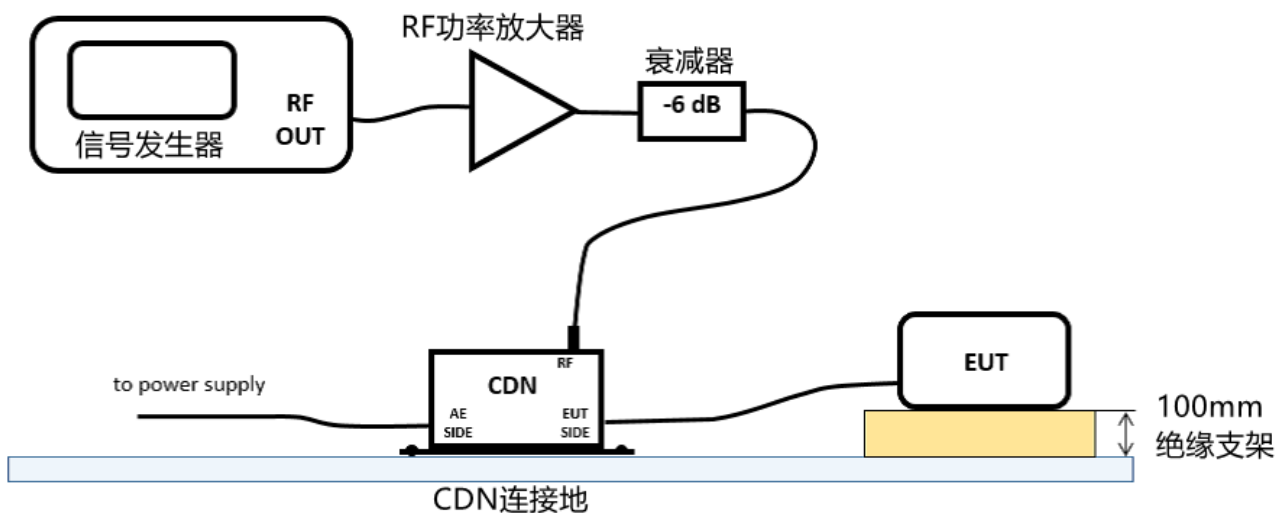 RF功率放大器
衰减器
-6 dB
RF
OUT
信号发生器
RF
CDN
to power supply
AE
SIDE
EUT
SIDE
EUT
100mm
绝缘支架
CDN连接地